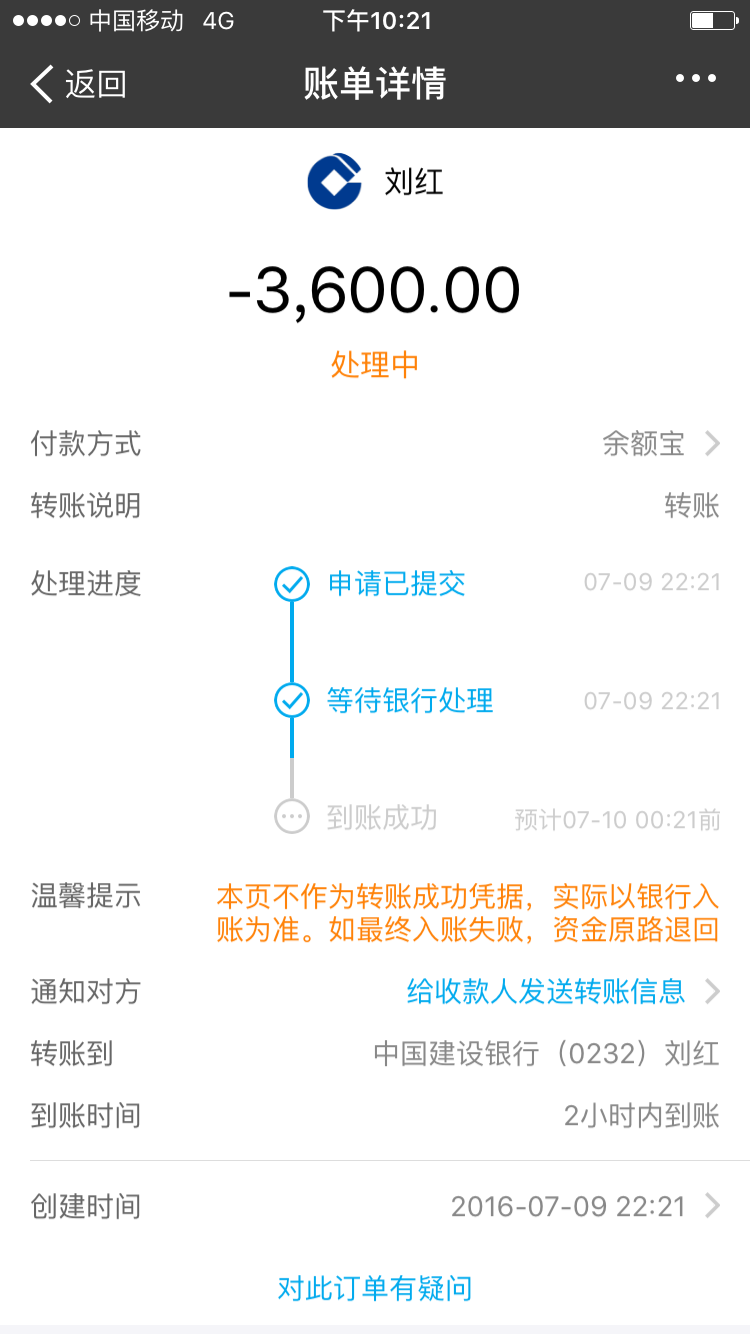 中国移动 4G 下午10:21
返回 账单详情
刘红
-3,600.00
处理中
付款方式 余额宝
转账说明 转账
处理进度 申请已提交 07-09 22:21
等待银行处理 07-09 22:21
到账成功 预计07-10 00:21前
温馨提示 本页不作为转账成功凭据，实际以银行入
账为准。如最终入账失败，资金原路退回
通知对方 给收款人发送转账信息
转账到 中国建设银行（0232）刘红
到账时间 2小时内到账
创建时间 2016-07-09 22:21
对此订单有疑问